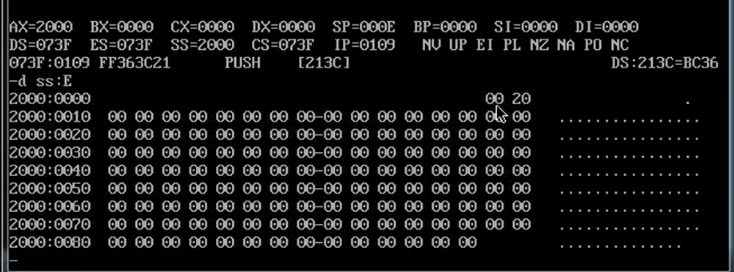 AX=2000  BX=0000  CX=0000  DX=0000  SP=000E  BP=0000  SI=0000  DI=0000
DS=073F  ES=073F  SS=2000  CS=073F  IP=0109   NV UP EI PL NZ NA PO NC
073F:0109 FF363C21      PUSH    [213C]                             DS:213C=BC36
-d ss:E
2000:0000                                            00 20                  .
2000:0010  00 00 00 00 00 00 00 00-00 00 00 00 00 00 00 00   ................
2000:0020  00 00 00 00 00 00 00 00-00 00 00 00 00 00 00 00   ................
2000:0030  00 00 00 00 00 00 00 00-00 00 00 00 00 00 00 00   ................
2000:0040  00 00 00 00 00 00 00 00-00 00 00 00 00 00 00 00   ................
2000:0050  00 00 00 00 00 00 00 00-00 00 00 00 00 00 00 00   ................
2000:0060  00 00 00 00 00 00 00 00-00 00 00 00 00 00 00 00   ................
2000:0070  00 00 00 00 00 00 00 00-00 00 00 00 00 00 00 00   ................
2000:0080  00 00 00 00 00 00 00 00-00 00 00 00 00 00         ..............
-